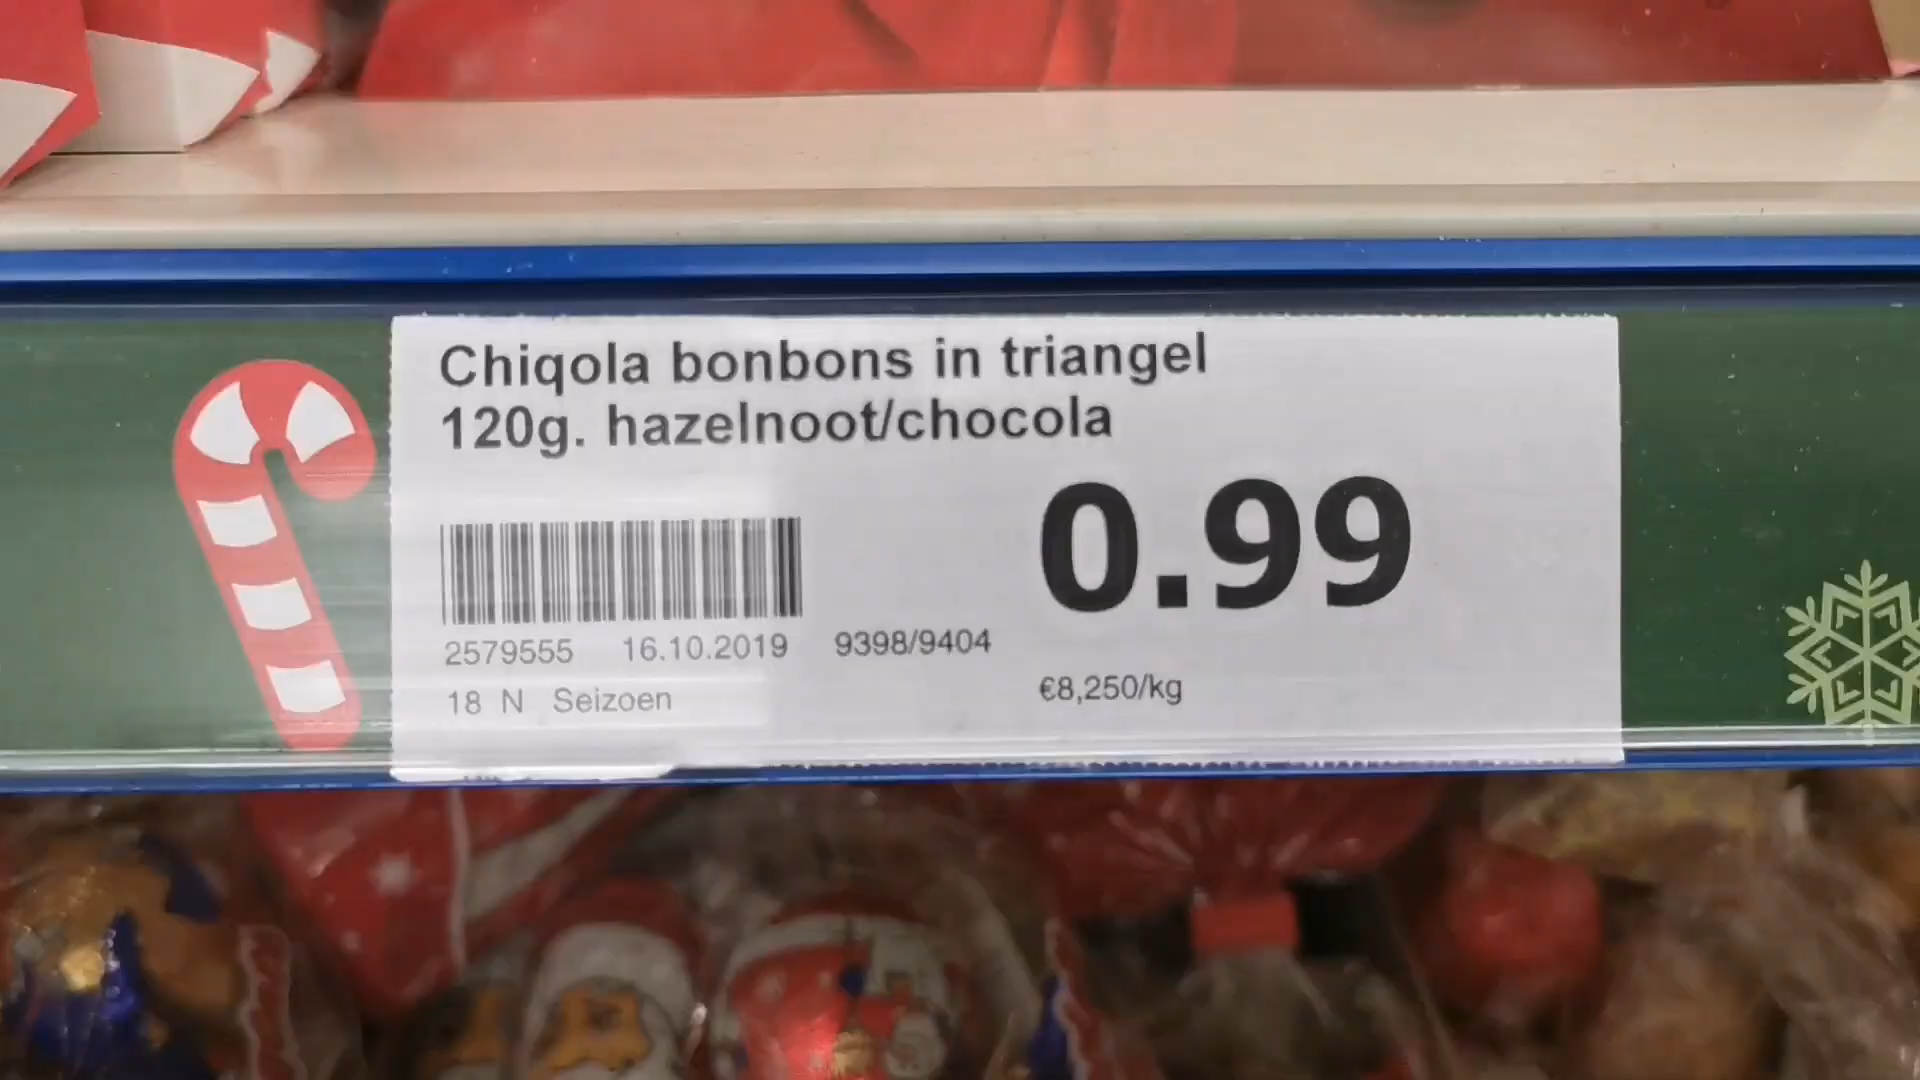 Chiqola bonbons in triangel
120g. hazelnoot/chocola
0.99
2579555 16.10.2019 9398/9404
18 N Seizoen
€8,250/kg